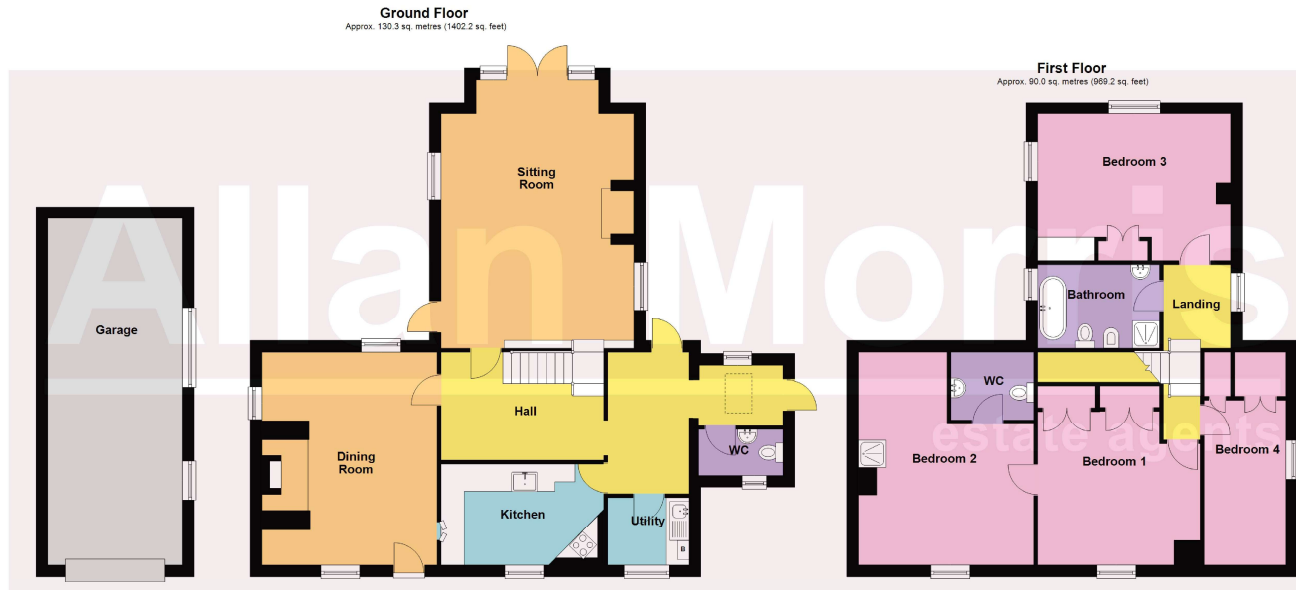 Ground Floor
Approx. 130.3 sq. metres (1402.2 sq. feet)
First Floor
Approx. 90.0 sq. metres (969.2 sq. feet)
Allan Morris
estate agents
Sitting
Room
Garage
Hall
Dining
Room
WC
Kitchen
Utility
Bedroom 3
Bathroom
Landing
WC
Bedroom 2
Bedroom 1
Bedroom 4